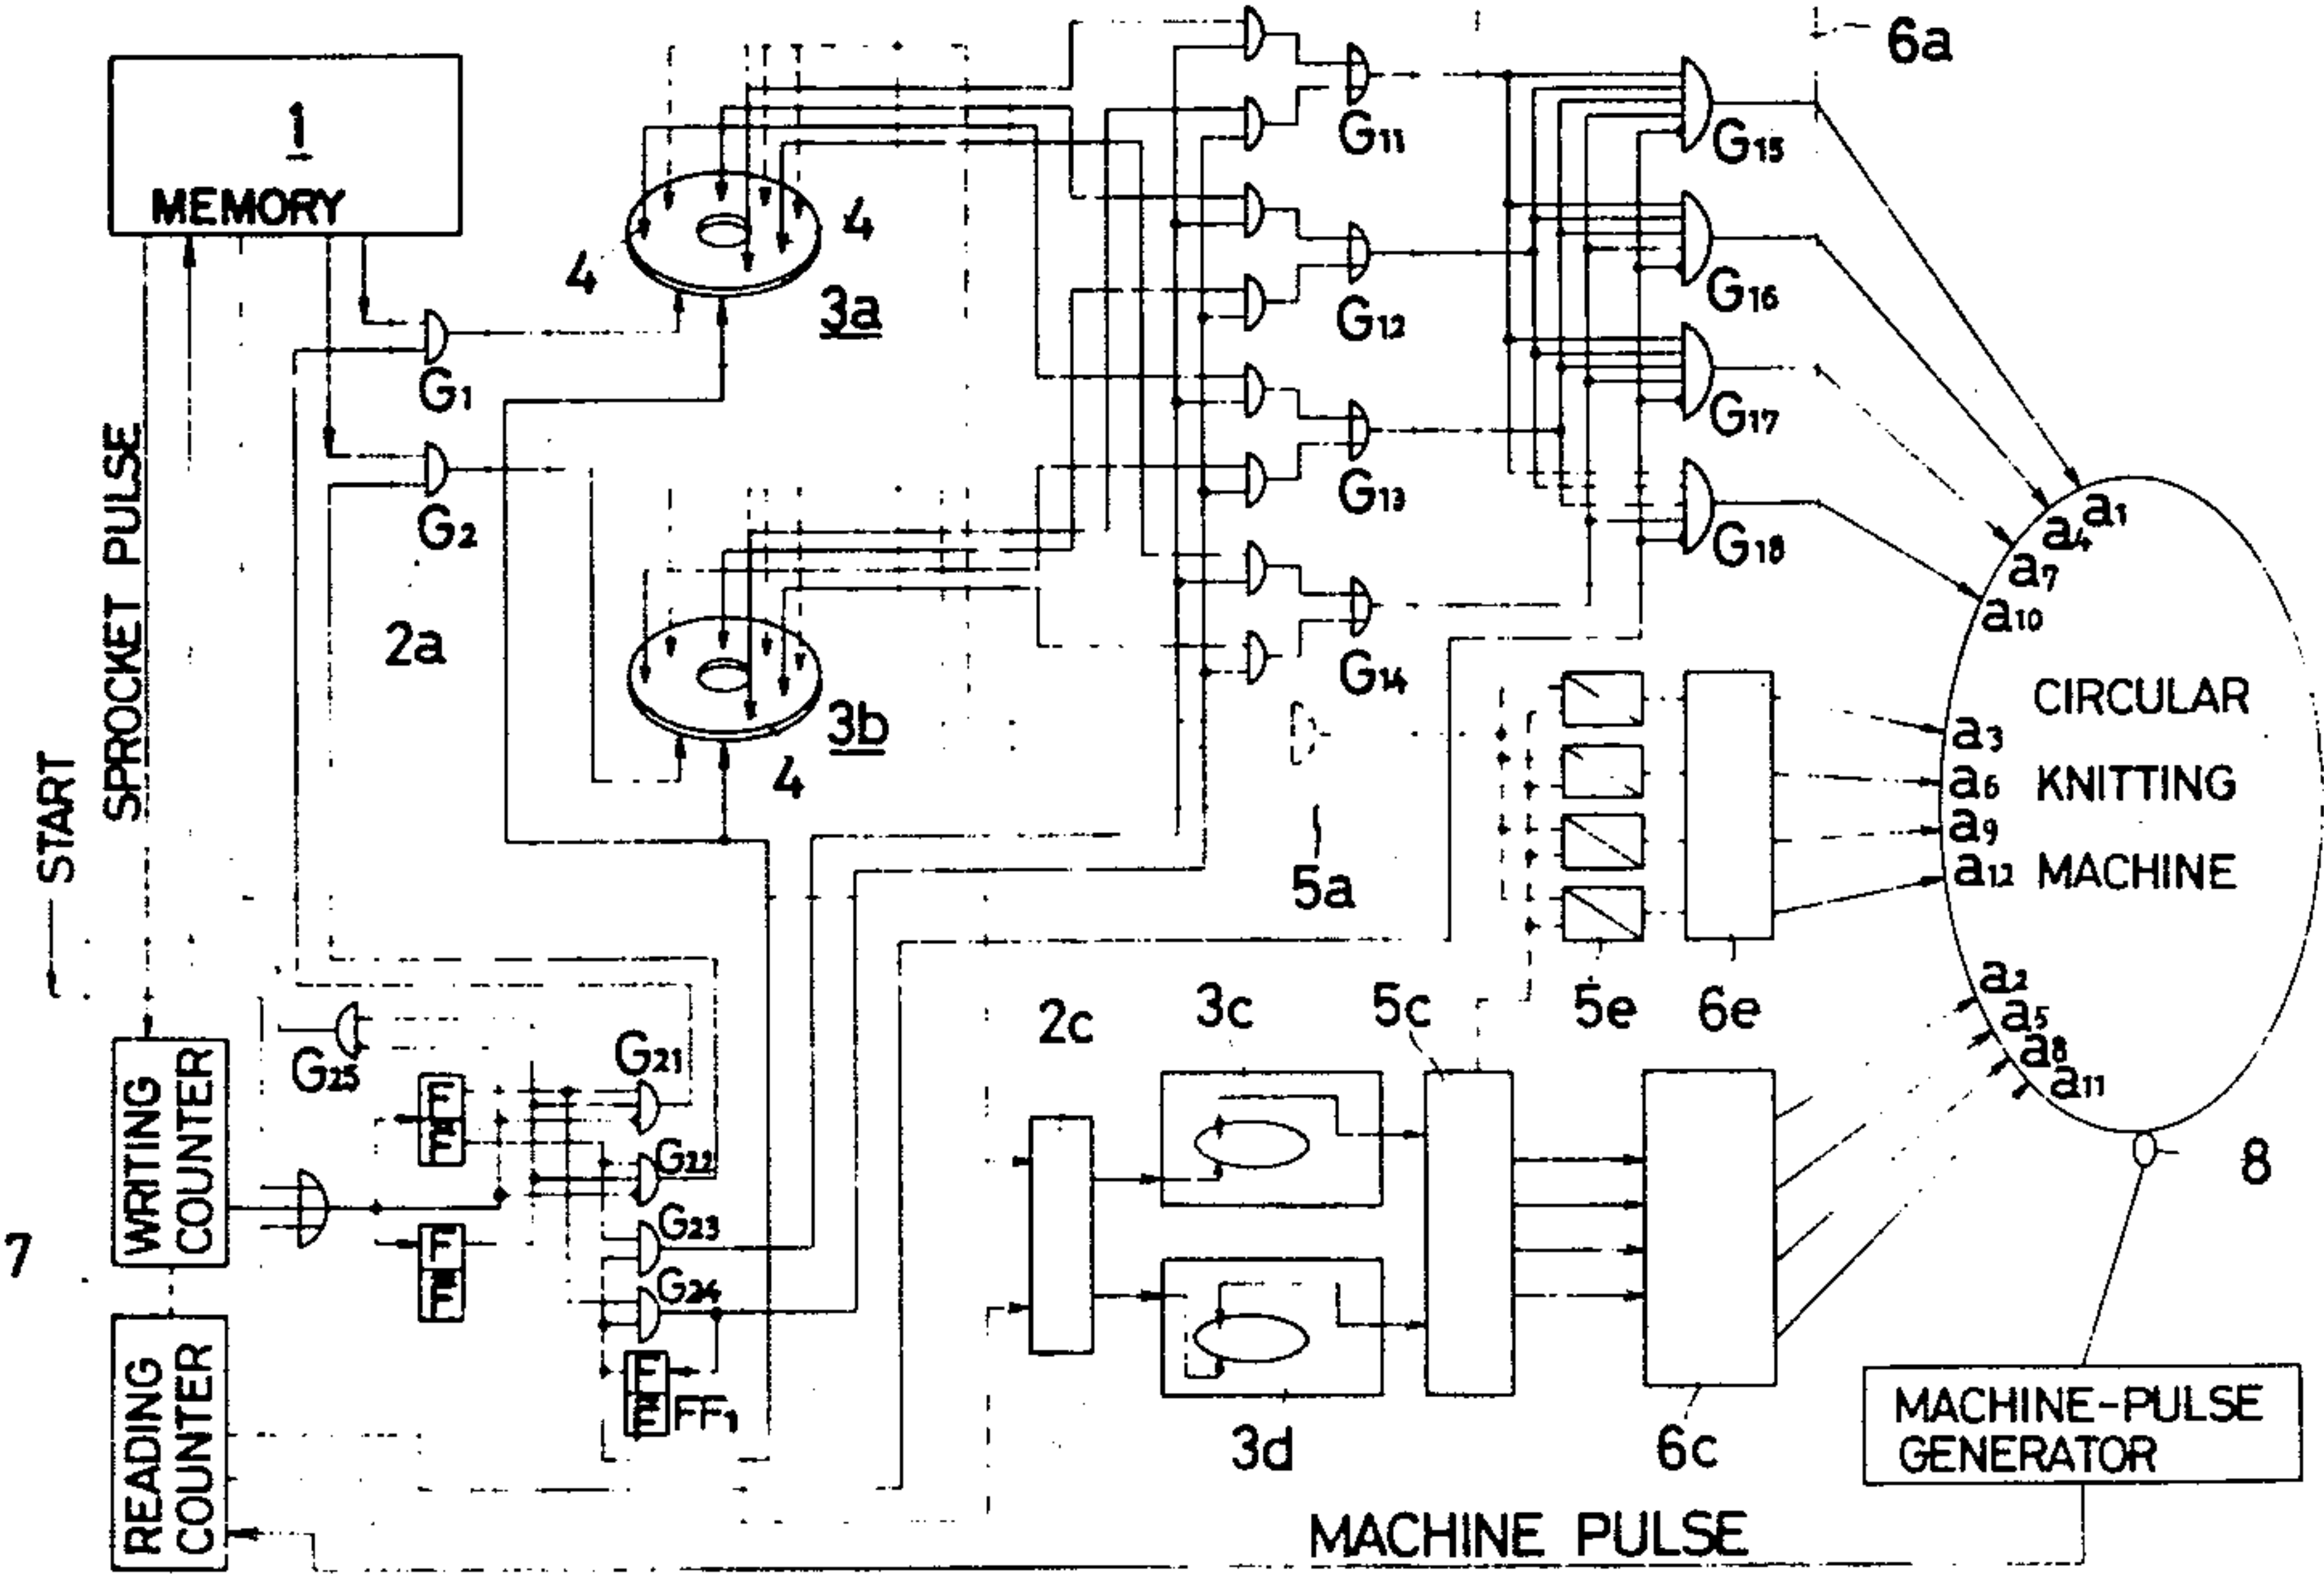 6a
1
MEMORY
G11
G15
4
4
3a
G16
G12
G1
G17
SPROCKET PULSE
G2
G13
G18
a1
a4
a7
a10
2a
G14
CIRCULAR
3b
4
a3
a6
KNITTING
a9
a12
MACHINE
START
5a
a2
a5
a8
a11
2c
3c
5c
5e
6e
G25
G21
WRITING
COUNTER
F
F
G22
8
G23
7
F
F
G24
READING
COUNTER
F
F
FF1
3d
6c
MACHINE-PULSE
GENERATOR
MACHINE PULSE